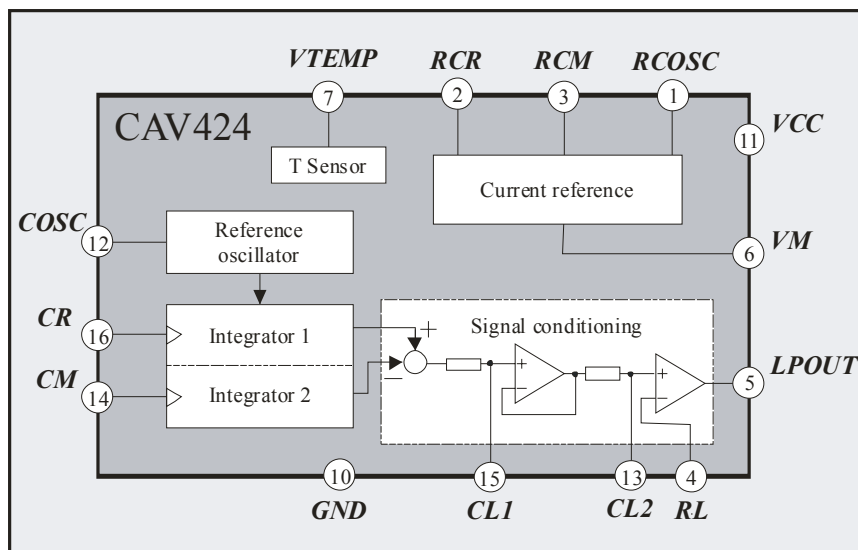 VTEMP RCR RCM RCOSC
7 2 3 1
CAV424
VCC
11
T Sensor
Current reference
COSC
12
Reference
oscillator
VM
6
CR
16
Integrator 1
+
Signal conditioning
CM
14
Integrator 2
−
+
−
+
−
LPOUT
5
10 15 13 4
GND CL1 CL2 RL